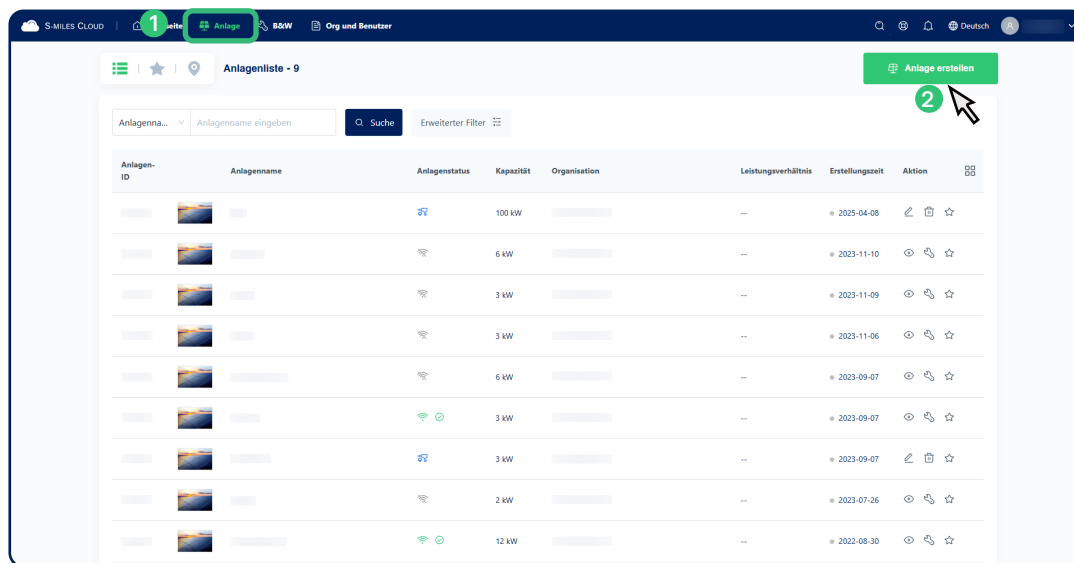 S-MILES CLOUD
1
seite
Anlage
B&W
Org und Benutzer
Deutsch
A
Anlagenliste - 9
Anlage erstellen
2
Anlagenna...
Anlagenname eingeben
Suche
Erweiterter Filter
Anlagen-
ID
Anlagenname
Anlagenstatus
Kapazität
Organisation
Leistungsverhältnis
Erstellungszeit
Aktion
100 kW -- 2025-04-08
6 kW -- 2023-11-10
3 kW -- 2023-11-09
3 kW -- 2023-11-06
6 kW -- 2023-09-07
3 kW -- 2023-09-07
3 kW -- 2023-09-07
2 kW -- 2023-07-26
12 kW -- 2022-08-30